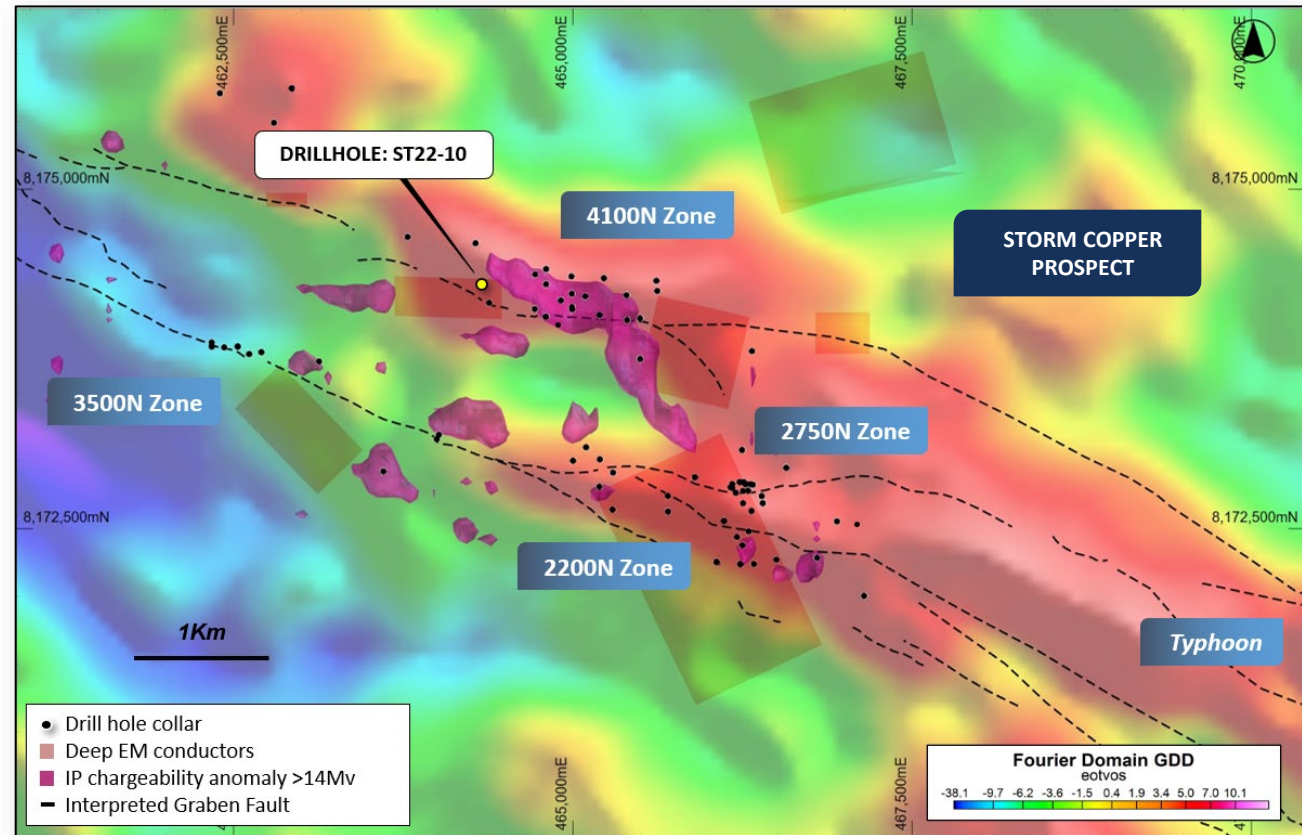 462,500mE
465,000mE
467,500mE
470,000mE
DRILLHOLE: ST22-10
8,175,000mN
8,175,000mN
4100N Zone
STORM COPPER
PROSPECT
3500N Zone
2750N Zone
8,172,500mN
8,172,500mN
2200N Zone
1Km
Typhoon
Drill hole collar
Deep EM conductors
IP chargeability anomaly >14Mv
Interpreted Graben Fault
465,000mE
467,500mE
Fourier Domain GDD
eotvos
-38.1 -9.7 -6.2 -3.6 -1.5 0.4 1.9 3.4 5.0 7.0 10.1